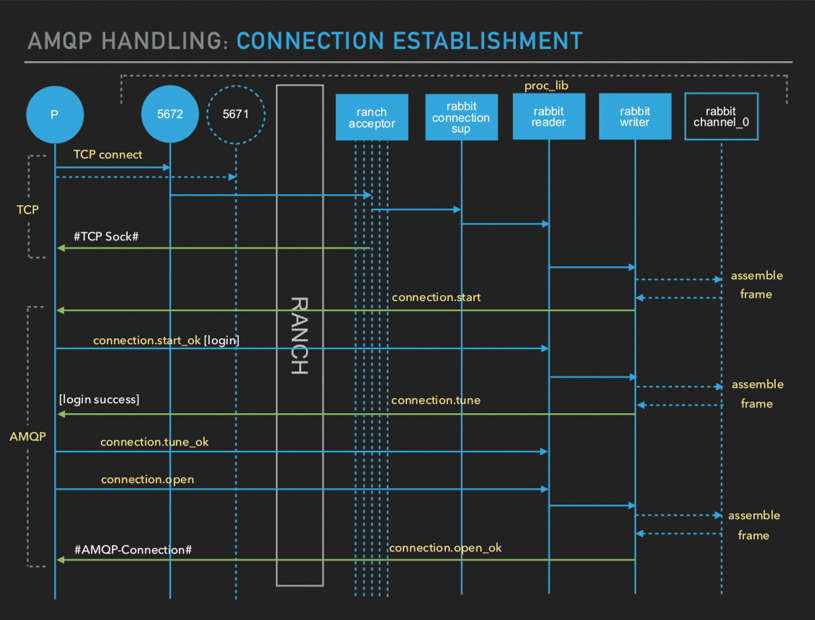 AMQP HANDLING: CONNECTION ESTABLISHMENT
proc_lib
P
5672
5671
ranch
acceptor
rabbit
connection
sup
rabbit
reader
rabbit
writer
rabbit
channel_0
TCP connect
TCP
#TCP Sock#
RANCH
assemble
frame
connection.start
connection.start_ok [login]
[login success]
connection.tune
assemble
frame
AMQP
connection.tune_ok
connection.open
assemble
frame
#AMQP-Connection#
connection.open_ok